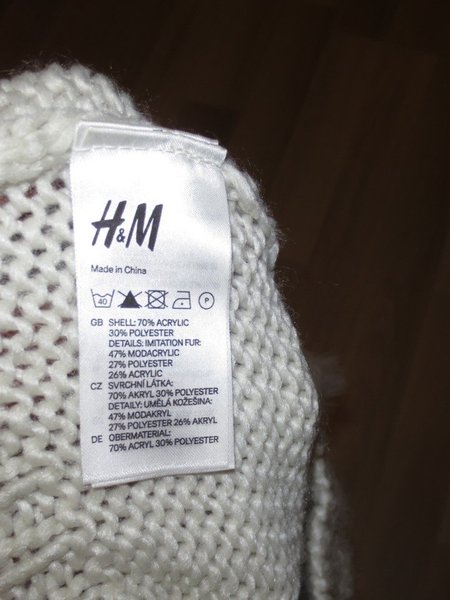 H&M
Made in China
40 P
GB SHELL: 70% ACRYLIC
30% POLYESTER
DETAILS: IMITATION FUR:
47% MODACRYLIC
27% POLYESTER
26% ACRYLIC
CZ SVRCHNÍ LÁTKA:
70% AKRYL 30% POLYESTER
DETAILY: UMĚLÁ KOŽEŠINA:
47% MODAKRYL
27% POLYESTER 26% AKRYL
DE OBERMATERIAL:
70% ACRYL 30% POLYESTER